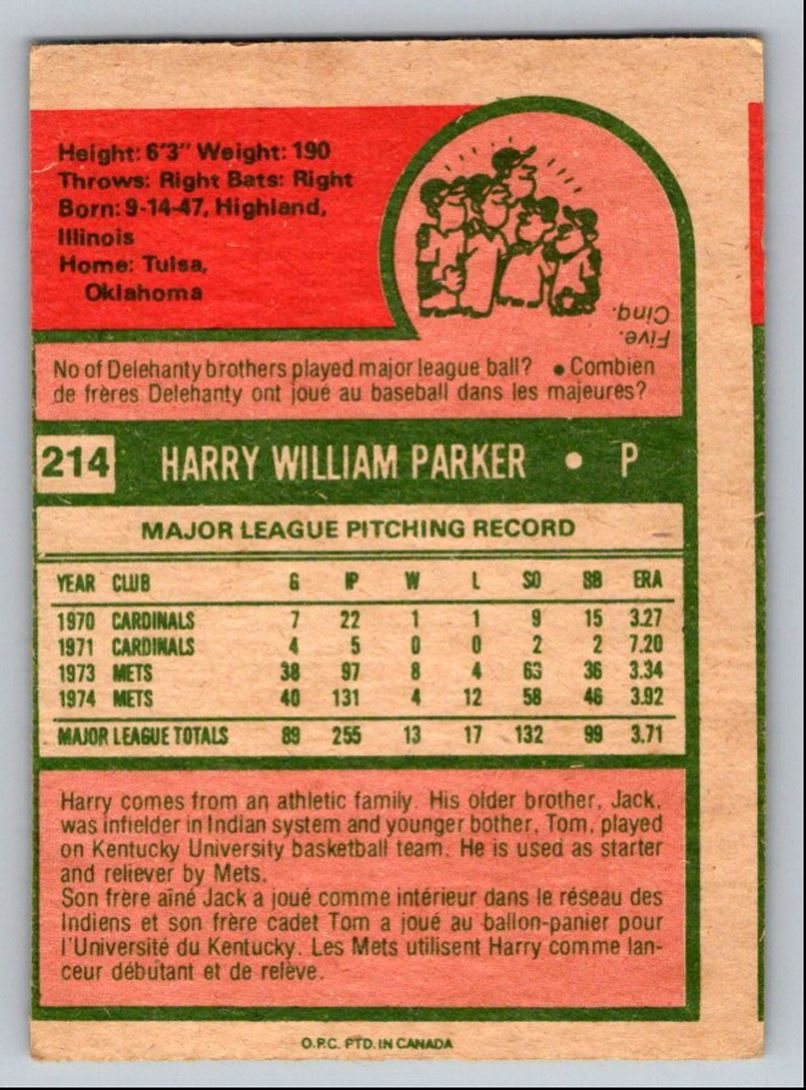 Height: 6'3" Weight: 190
Throws: Right Bats: Right
Born: 9-14-47, Highland,
Illinois
Home: Tulsa,
Oklahoma
Five.
Cinq.
No of Delehanty brothers played major league ball? • Combien
de frères Delehanty ont joué au baseball dans les majeures?
214 HARRY WILLIAM PARKER • P
MAJOR LEAGUE PITCHING RECORD
YEAR CLUB G IP W L SO BB ERA
1970 CARDINALS 7 22 1 1 9 15 3.27
1971 CARDINALS 4 5 0 0 2 2 7.20
1973 METS 38 97 8 4 63 36 3.34
1974 METS 40 131 4 12 58 46 3.92
MAJOR LEAGUE TOTALS 89 255 13 17 132 99 3.71
Harry comes from an athletic family. His older brother, Jack,
was infielder in Indian system and younger bother, Tom, played
on Kentucky University basketball team. He is used as starter
and reliever by Mets.
Son frère aîné Jack a joué comme intérieur dans le réseau des
Indiens et son frère cadet Tom a joué au ballon-panier pour
l'Université du Kentucky. Les Mets utilisent Harry comme lan-
ceur débutant et de relève.
O.P.C. PTD. IN CANADA